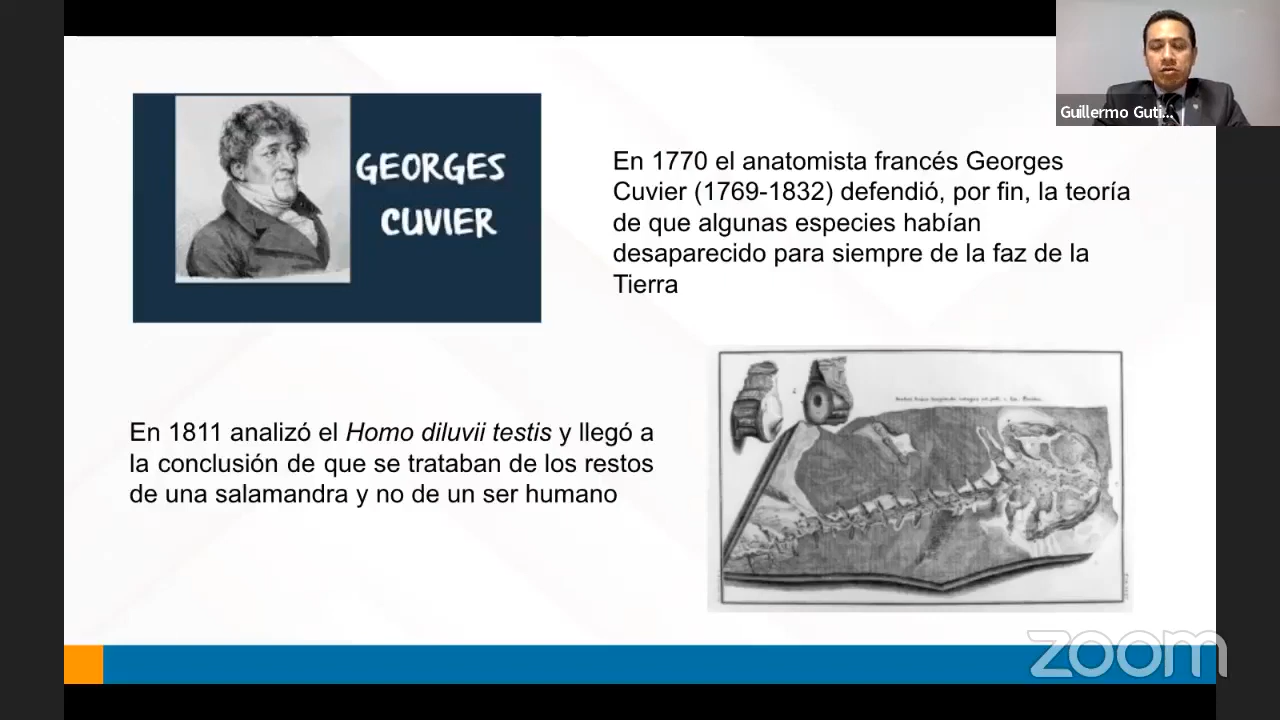 Guillermo Guti...
GEORGES
CUVIER
En 1770 el anatomista francés Georges
Cuvier (1769-1832) defendió, por fin, la teoría
de que algunas especies habían
desaparecido para siempre de la faz de la
Tierra
En 1811 analizó el Homo diluvii testis y llegó a
la conclusión de que se trataban de los restos
de una salamandra y no de un ser humano
zoom